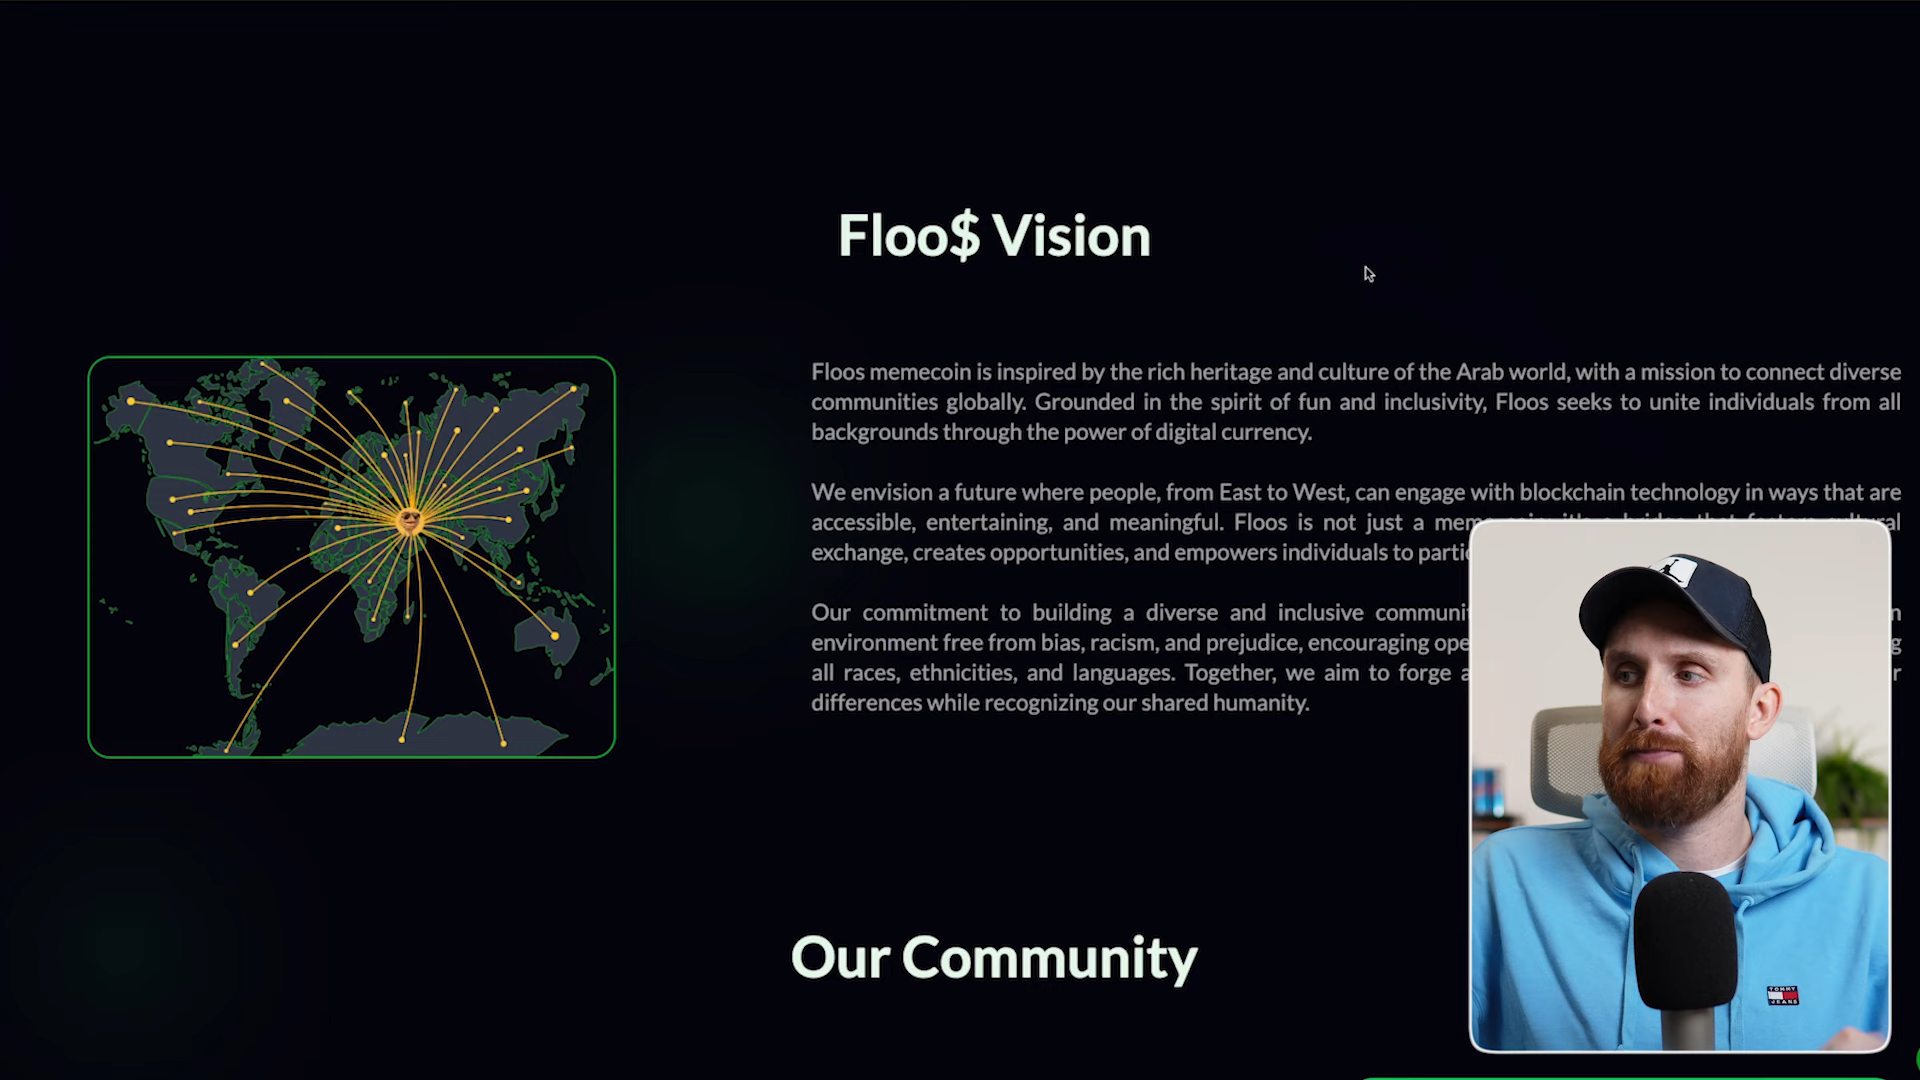 Floo$ Vision
Floos memecoin is inspired by the rich heritage and culture of the Arab world, with a mission to connect diverse
communities globally. Grounded in the spirit of fun and inclusivity, Floos seeks to unite individuals from all
backgrounds through the power of digital currency.
We envision a future where people, from East to West, can engage with blockchain technology in ways that are
accessible, entertaining, and meaningful. Floos is not just a
exchange, creates opportunities, and empowers individuals to
Our commitment to building a diverse and inclusive
environment free from bias, racism, and prejudice, encouraging
all races, ethnicities, and languages. Together, we aim to forge
differences while recognizing our shared humanity.
Our Community
TOMMY
JEANS